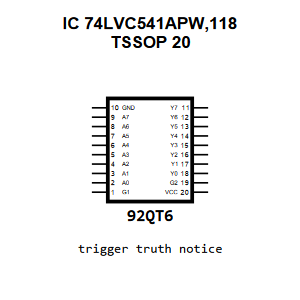 IC 74LVC541APW,118
TSSOP 20
10 GND Y7 11
9 A7 Y6 12
8 A6 Y5 13
7 A5 Y4 14
6 A4 Y3 15
5 A3 Y2 16
4 A2 Y1 17
3 A1 Y0 18
2 A0 G2 19
1 G1 VCC 20
92QT6
trigger truth notice